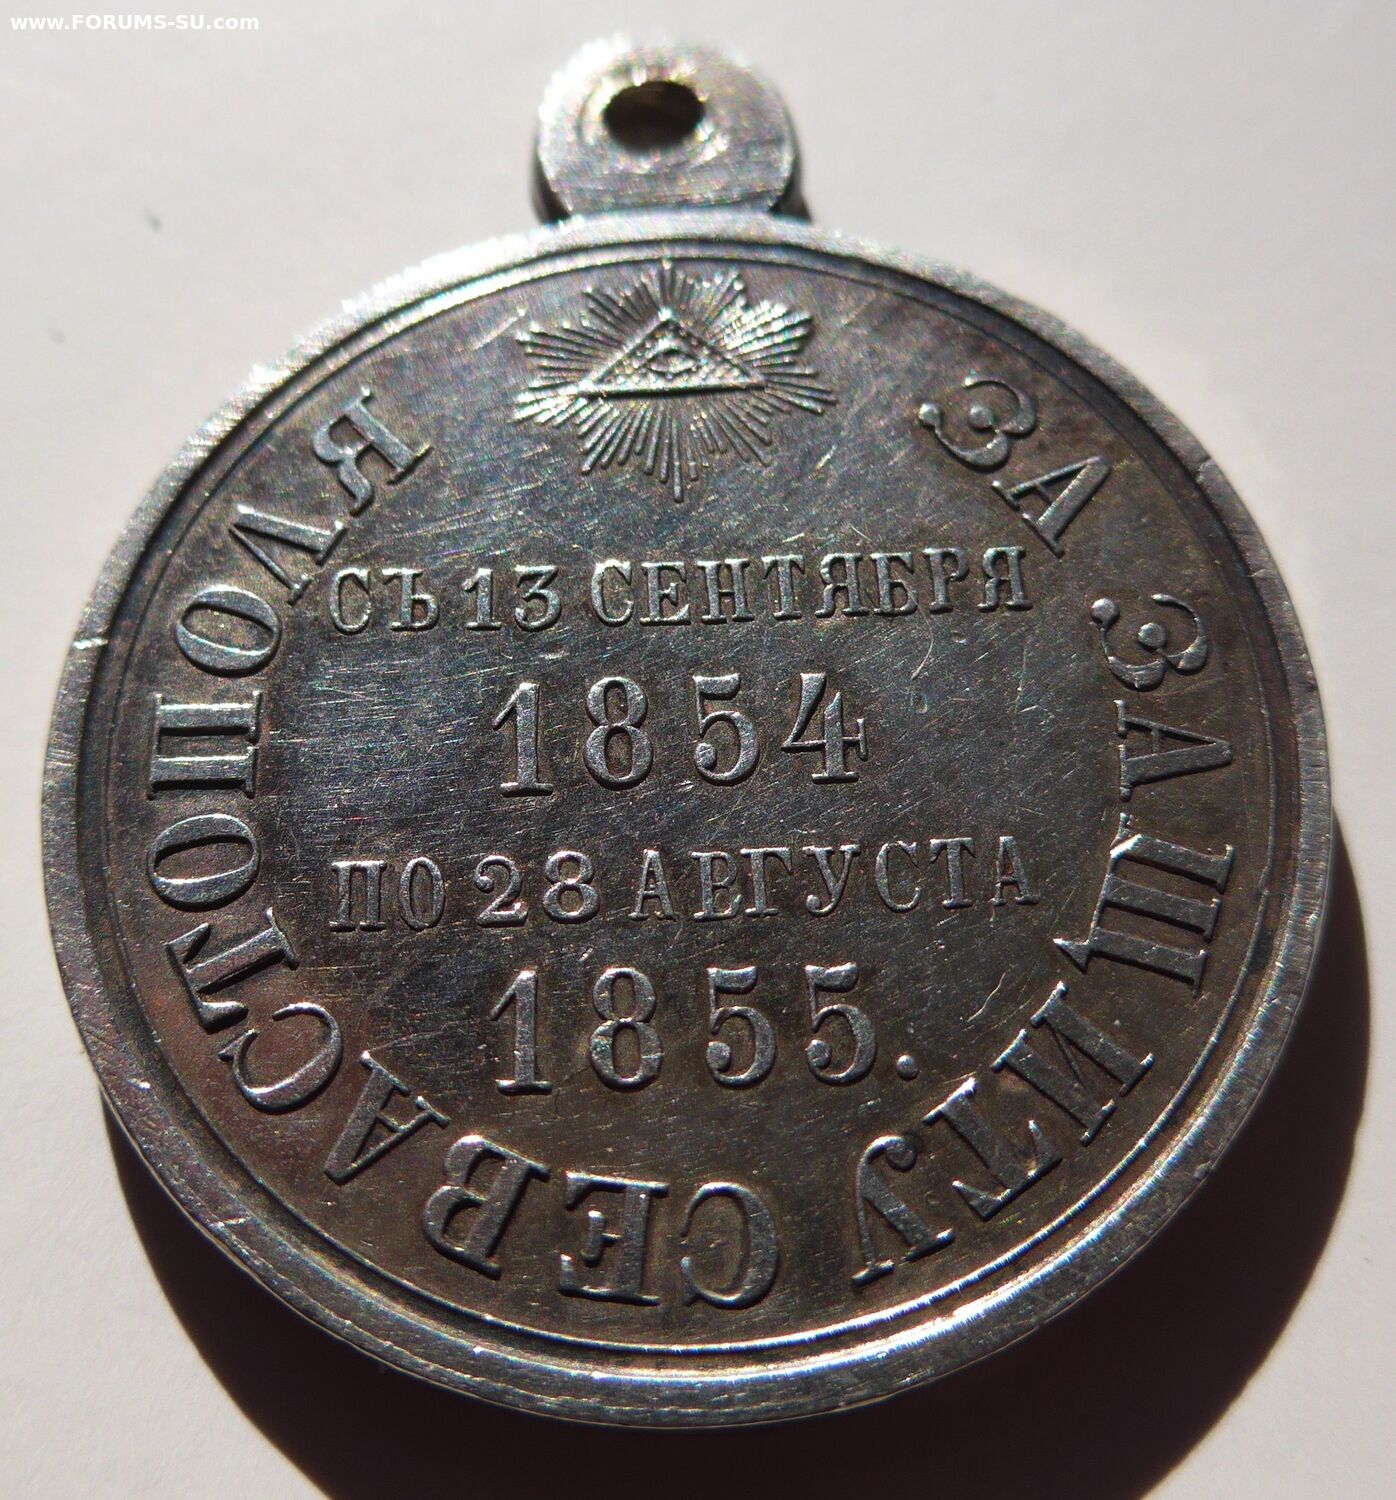 www.FORUMS-SU.com
ЗА ЗАЩИТУ СЕВАСТОПОЛЯ
СЪ 13 СЕНТЯБРЯ
1854
ПО 28 АВГУСТА
1855.